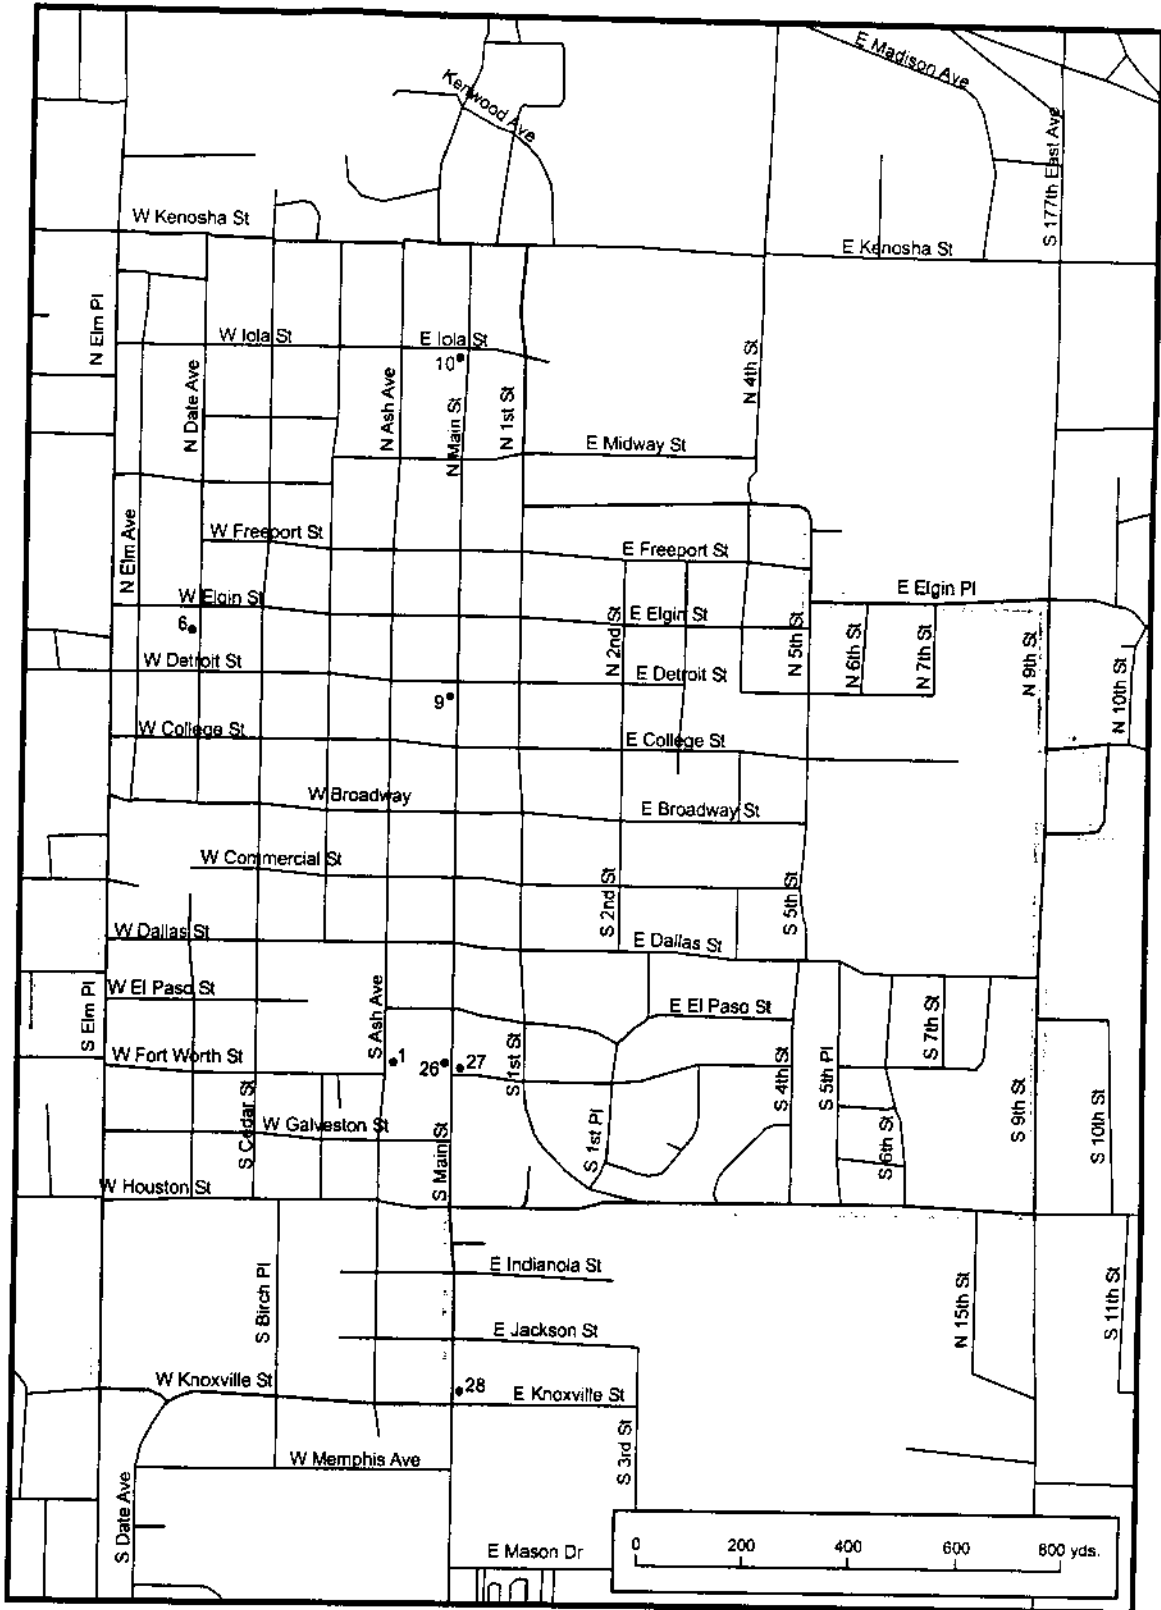 E Madison Ave
Kenwood Ave
S 177th East Ave
W Kenosha St
E Kenosha St
N Elm Pl
W Iola St
E Iola St
10
N Date Ave
N Ash Ave
N Main St
N 1st St
N 4th St
E Midway St
N Elm Ave
W Freeport St
E Freeport St
W Elgin St
E Elgin St
E Elgin Pl
6
N 2nd St
N 5th St
N 6th St
N 7th St
N 9th St
N 10th St
W Detroit St
E Detroit St
9
W College St
E College St
W Broadway
E Broadway St
W Commercial St
S 2nd St
S 5th St
W Dallas St
E Dallas St
W El Paso St
E El Paso St
S Elm Pl
S Ash Ave
S 1st St
S 7th St
W Fort Worth St
1
26
27
S 4th St
S 5th Pl
S Cedar St
W Galveston St
S Main St
S 1st Pl
S 6th St
S 9th St
S 10th St
W Houston St
E Indianola St
S Birch Pl
N 15th St
S 11th St
E Jackson St
W Knoxville St
28
E Knoxville St
W Memphis Ave
S 3rd St
S Date Ave
E Mason Dr
0 200 400 600 800 yds.